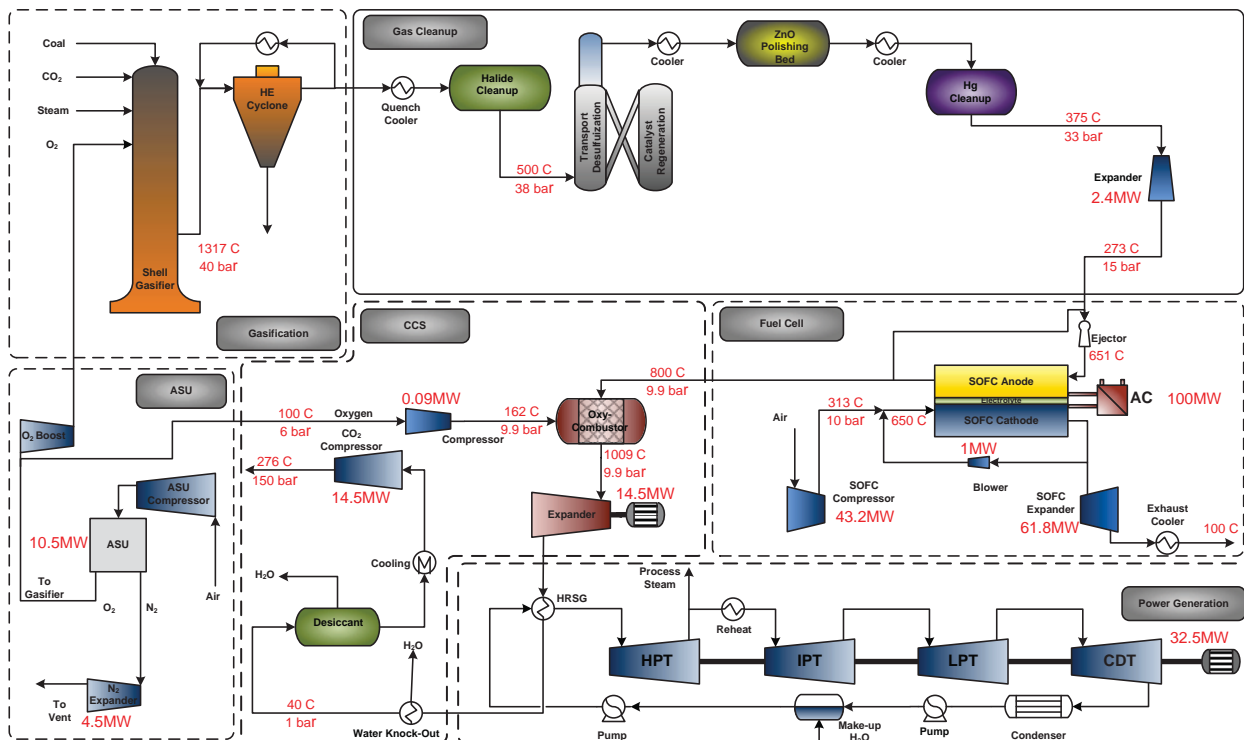 Coal
CO2
Steam
O2
HE
Cyclone
1317 C
40 bar
Shell
Gasifier
Gasification
Gas Cleanup
Quench
Cooler
Halide
Cleanup
500 C
38 bar
Transport
Desulfuization
Catalyst
Regeneration
Cooler
ZnO
Polishing
Bed
Cooler
Hg
Cleanup
375 C
33 bar
Expander
2.4MW
273 C
15 bar
ASU
O2 Boost
ASU
Compressor
10.5MW
ASU
To
Gasifier
O2
N2
Air
N2
Expander
To
Vent
4.5MW
CCS
100 C
6 bar
Oxygen
0.09MW
Compressor
162 C
9.9 bar
Oxy-
Combustor
800 C
9.9 bar
1009 C
9.9 bar
CO2
Compressor
276 C
150 bar
14.5MW
Expander
14.5MW
Cooling
H2O
Desiccant
H2O
40 C
1 bar
Water Knock-Out
Fuel Cell
Ejector
651 C
SOFC Anode
Electrolyte
SOFC Cathode
AC
100MW
Air
313 C
10 bar
650 C
1MW
Blower
SOFC
Compressor
43.2MW
SOFC
Expander
61.8MW
Exhaust
Cooler
100 C
Process
Steam
HRSG
Reheat
Power Generation
32.5MW
HPT
IPT
LPT
CDT
Pump
Make-up
H2O
Pump
Condenser